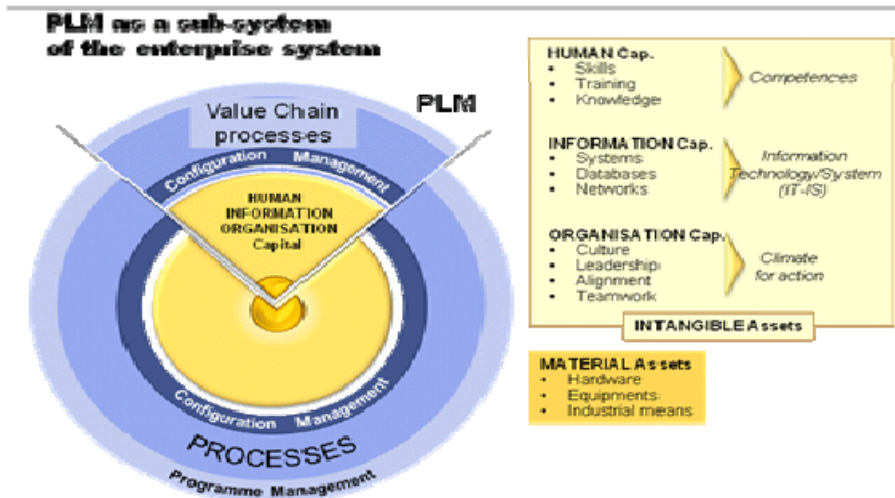 PLM as a sub-system
of the enterprise system
PLM
Value Chain
processes
Configuration Management
HUMAN
INFORMATION
ORGANISATION
Capital
Configuration Management
PROCESSES
Programme Management
HUMAN Cap.
• Skills
• Training
• Knowledge
Competences
INFORMATION Cap.
• Systems
• Databases
• Networks
Information
Technology/System
(IT-IS)
ORGANISATION Cap.
• Culture
• Leadership
• Alignment
• Teamwork
Climate
for action
INTANGIBLE Assets
MATERIAL Assets
• Hardware
• Equipments
• Industrial means